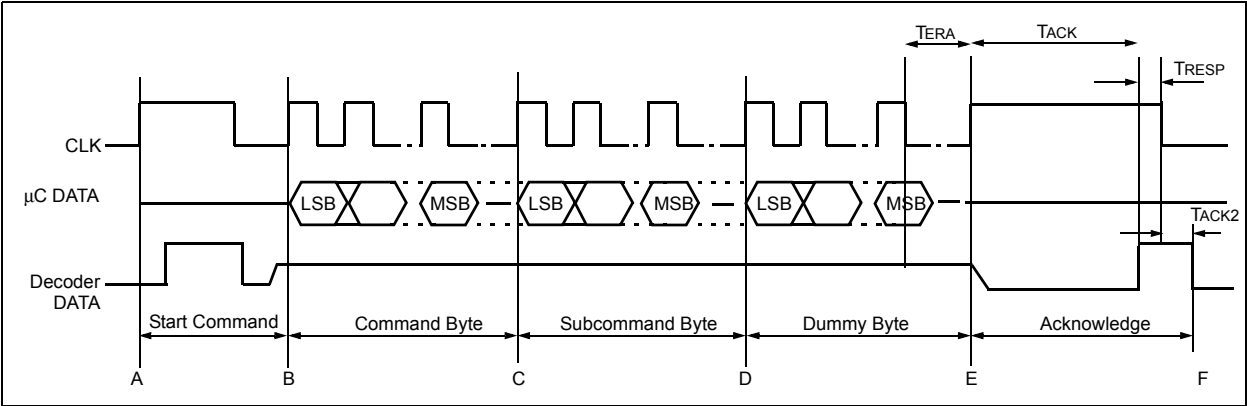 TERA
TACK
TRESP
CLK
µC DATA
LSB
MSB
LSB
MSB
LSB
MSB
TACK2
Decoder
DATA
Start Command
Command Byte
Subcommand Byte
Dummy Byte
Acknowledge
A
B
C
D
E
F